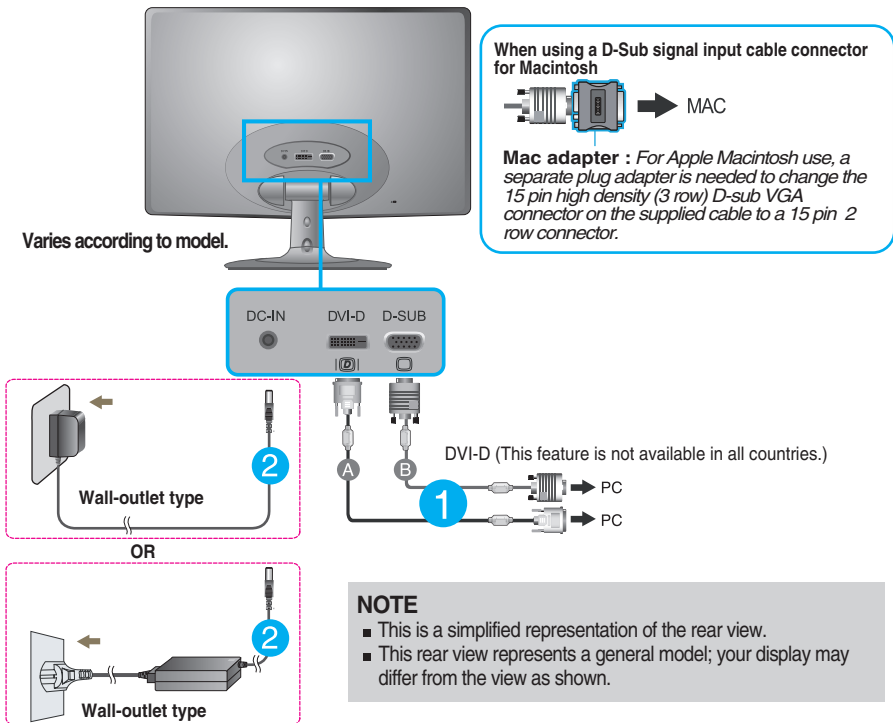 When using a D-Sub signal input cable connector
for Macintosh
MAC
Mac adapter : For Apple Macintosh use, a
separate plug adapter is needed to change the
15 pin high density (3 row) D-sub VGA
connector on the supplied cable to a 15 pin 2
row connector.
Varies according to model.
DC-IN DVI-D D-SUB
D
A B
DVI-D (This feature is not available in all countries.)
1
PC
PC
2
Wall-outlet type
OR
2
Wall-outlet type
NOTE
■ This is a simplified representation of the rear view.
■ This rear view represents a general model; your display may
differ from the view as shown.